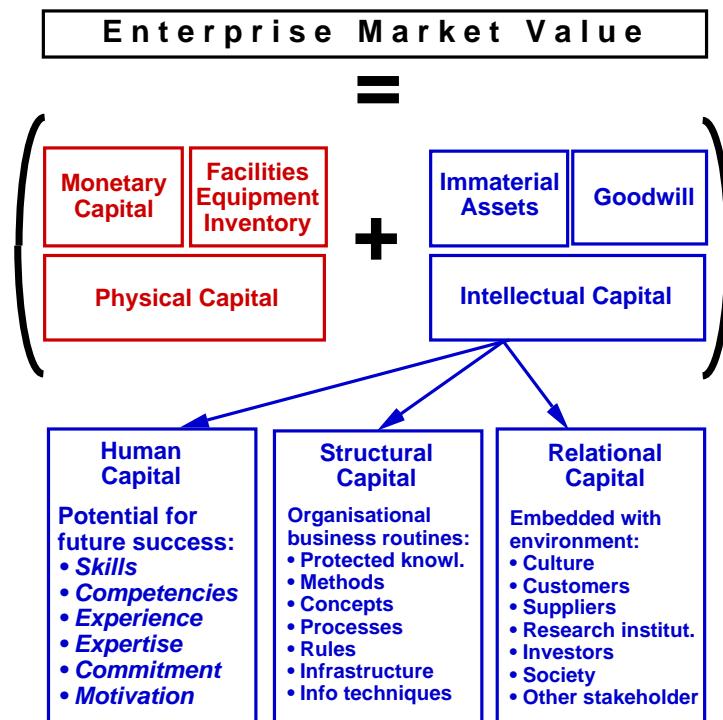 Enterprise Market Value
=
Monetary
Capital
Facilities
Equipment
Inventory
+
Immaterial
Assets
Goodwill
Physical Capital
Intellectual Capital
Human
Capital
Potential for
future success:
• Skills
• Competencies
• Experience
• Expertise
• Commitment
• Motivation
Structural
Capital
Organisational
business routines:
• Protected knowl.
• Methods
• Concepts
• Processes
• Rules
• Infrastructure
• Info techniques
Relational
Capital
Embedded with
environment:
• Culture
• Customers
• Suppliers
• Research institut.
• Investors
• Society
• Other stakeholder